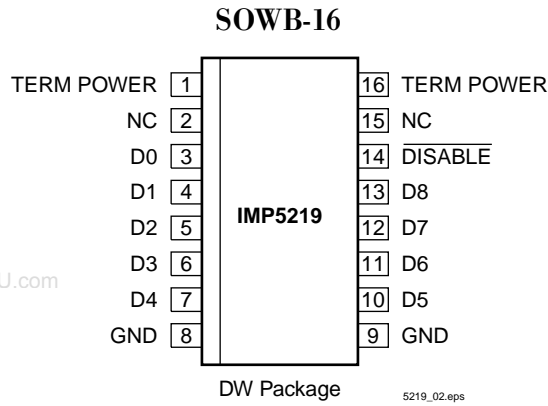 SOWB-16
TERM POWER 1 16 TERM POWER
NC 2 15 NC
D0 3 14 DISABLE
D1 4 13 D8
IMP5219
D2 5 12 D7
D3 6 11 D6
U.com
D4 7 10 D5
GND 8 9 GND
DW Package
5219_02.eps